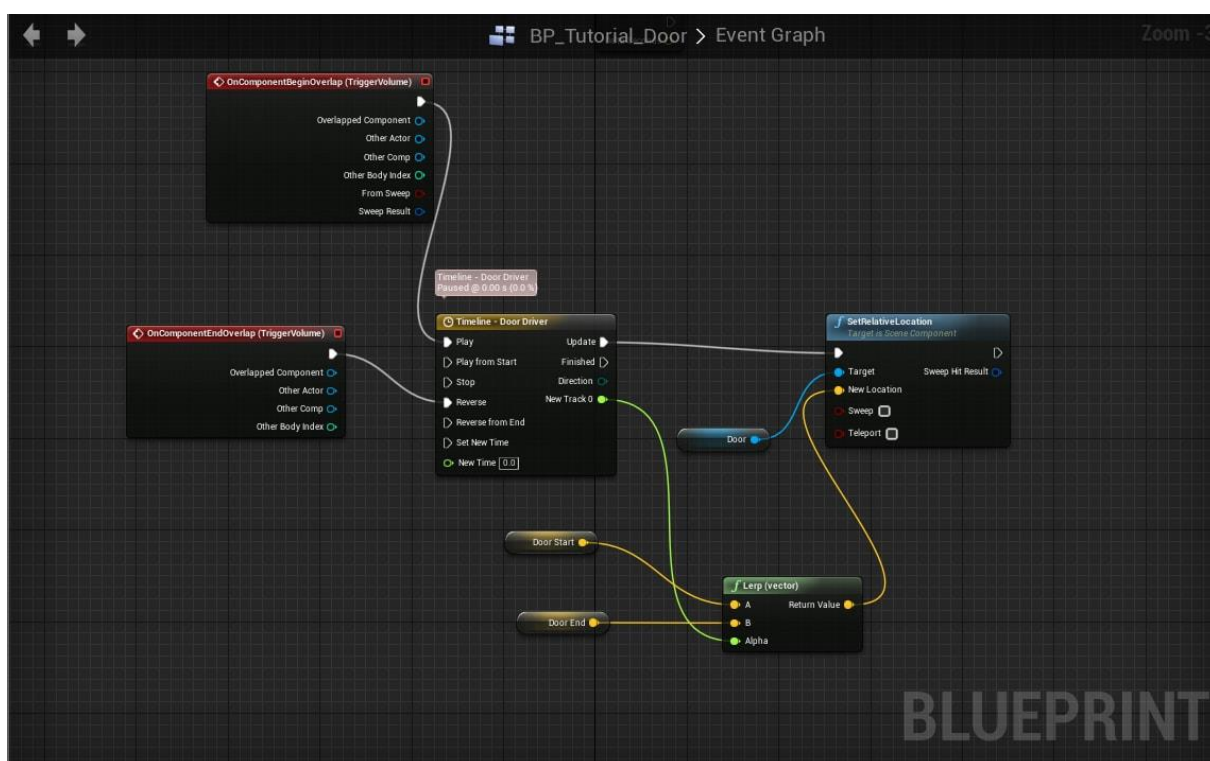 BP_Tutorial_Door > Event Graph
Zoom -
OnComponentBeginOverlap (TriggerVolume)
Overlapped Component
Other Actor
Other Comp
Other Body Index
From Sweep
Sweep Result
Timeline - Door Driver
Paused @ 0.00 s (0.0 %)
OnComponentEndOverlap (TriggerVolume)
Overlapped Component
Other Actor
Other Comp
Other Body Index
Timeline - Door Driver
Play Update
Play from Start Finished
Stop Direction
Reverse New Track 0
Reverse from End
Set New Time
New Time 0.0
SetRelativeLocation
Target is Scene Component
Target Sweep Hit Result
New Location
Sweep
Teleport
Door
Door Start
Door End
Lerp (vector)
A Return Value
B
Alpha
BLUEPRINT